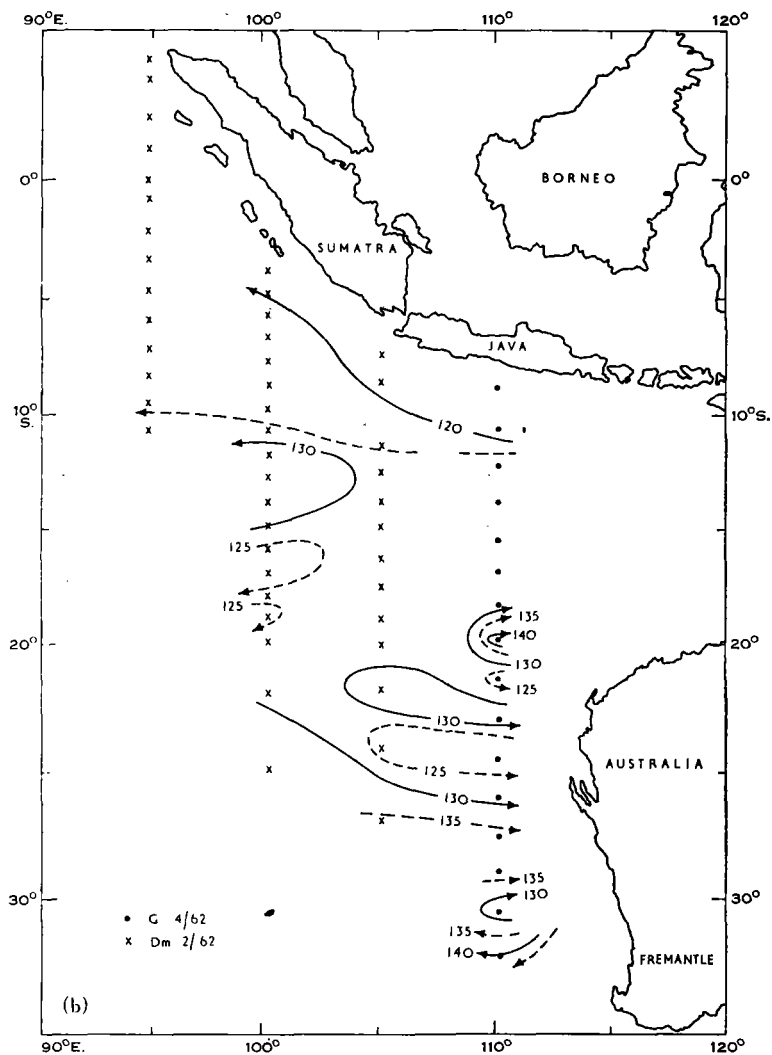 90°E. 100° 110° 120°
0° 0°
BORNEO
SUMATRA
JAVA
10° S. 10° S.
120
130
125
125
135
140
130
125
20° 20°
130
125
AUSTRALIA
130
135
135
130
30° 30°
135
140
FREMANTLE
• G 4/62
x Dm 2/62
(b)
90°E. 100° 110° 120°